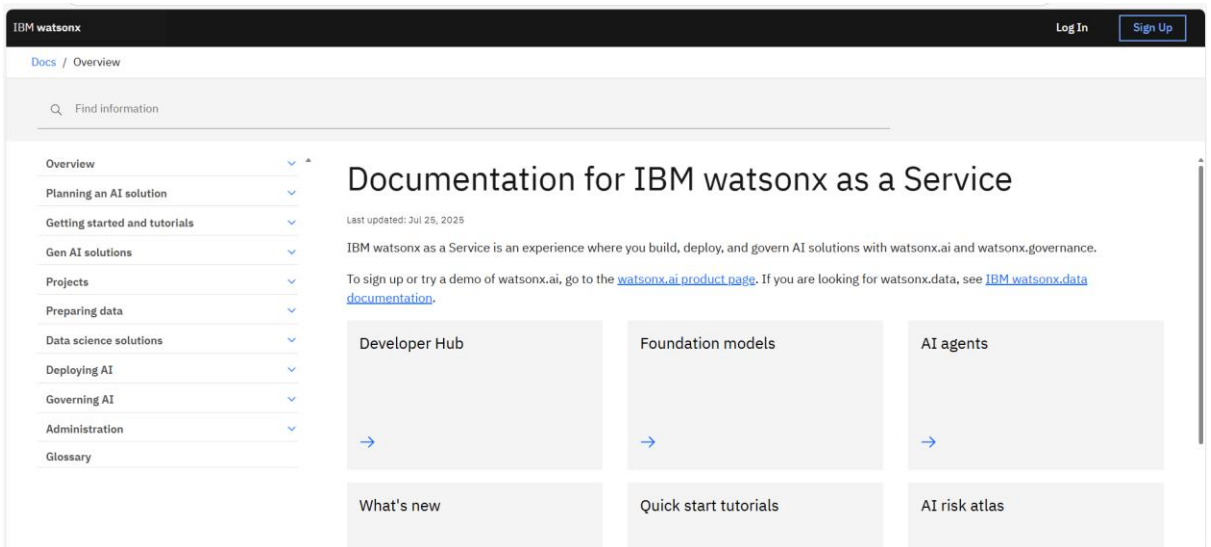 IBM watsonx
Log In
Sign Up
Docs / Overview
Find information
Overview
Planning an AI solution
Getting started and tutorials
Gen AI solutions
Projects
Preparing data
Data science solutions
Deploying AI
Governing AI
Administration
Glossary
Documentation for IBM watsonx as a Service
Last updated: Jul 25, 2025
IBM watsonx as a Service is an experience where you build, deploy, and govern AI solutions with watsonx.ai and watsonx.governance.
To sign up or try a demo of watsonx.ai, go to the watsonx.ai product page. If you are looking for watsonx.data, see IBM watsonx.data
documentation.
Developer Hub
Foundation models
AI agents
What's new
Quick start tutorials
AI risk atlas